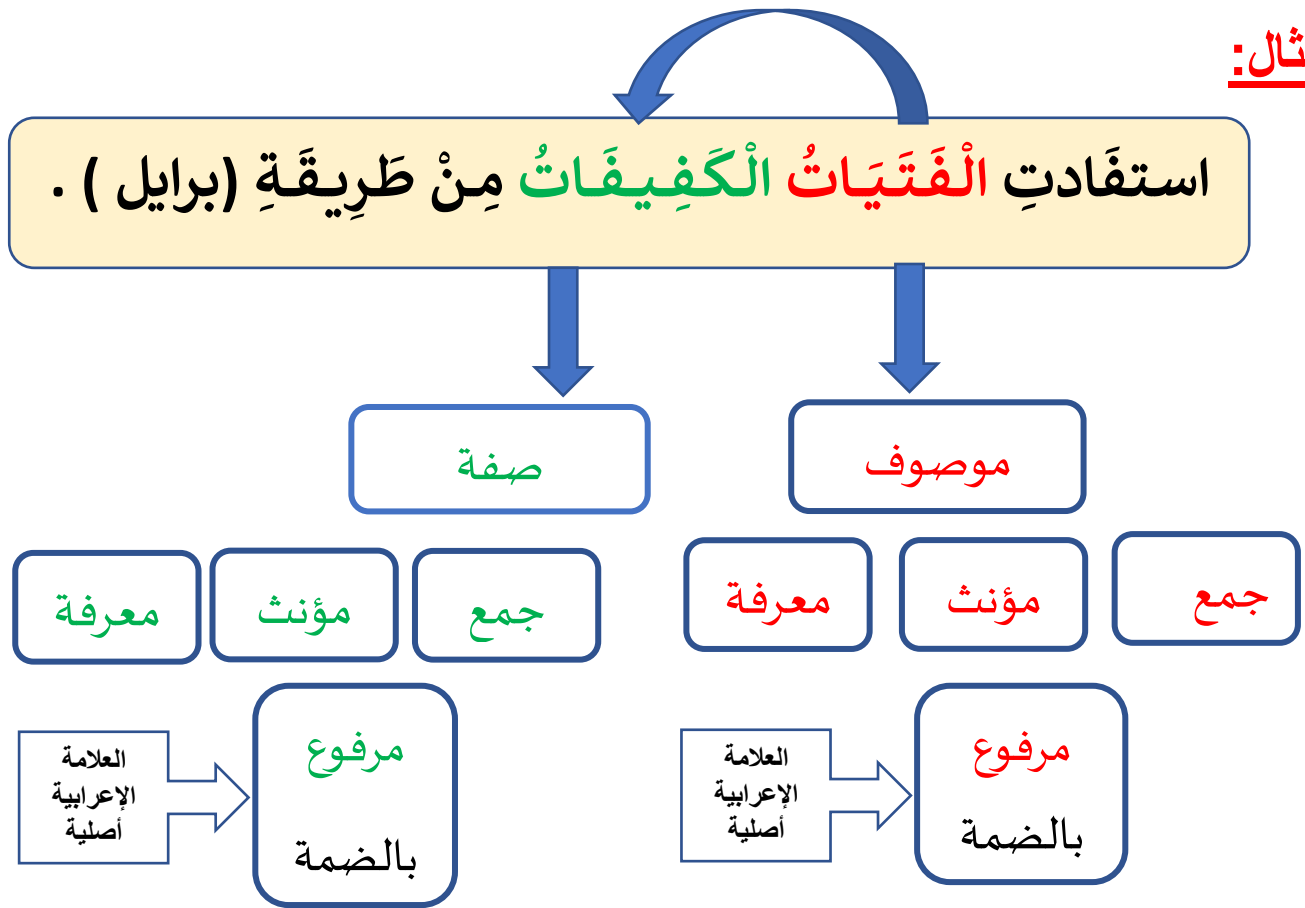 ثال:
استفَادتِ الْفَتَيَاتُ الْكَفِيفَاتُ مِنْ طَرِيقَةِ (برايل ) .
موصوف
صفة
جمع
مؤنث
معرفة
جمع
مؤنث
معرفة
مرفوع
بالضمة
العلامة
الإعرابية
أصلية
مرفوع
بالضمة
العلامة
الإعرابية
أصلية